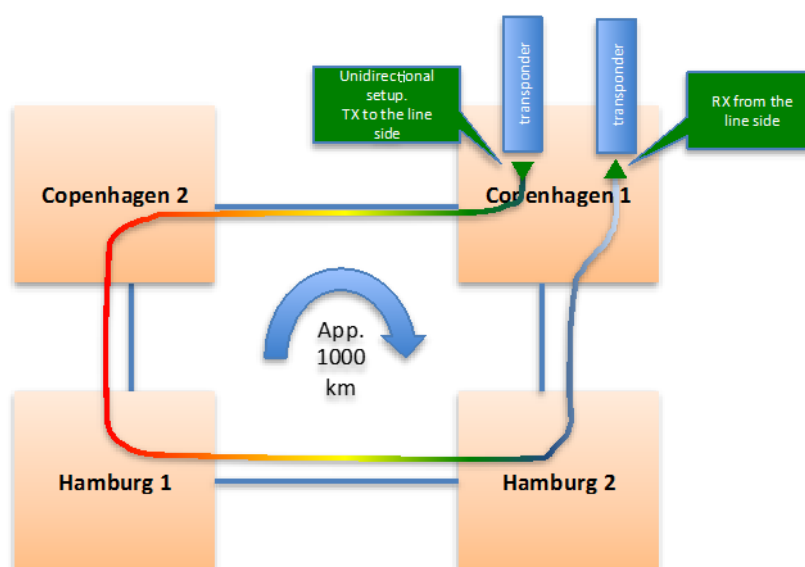 Unidirectional
setup.
TX to the line
side
transponder
transponder
RX from the
line side
Copenhagen 2
Copenhagen 1
App.
1000
km
Hamburg 1
Hamburg 2